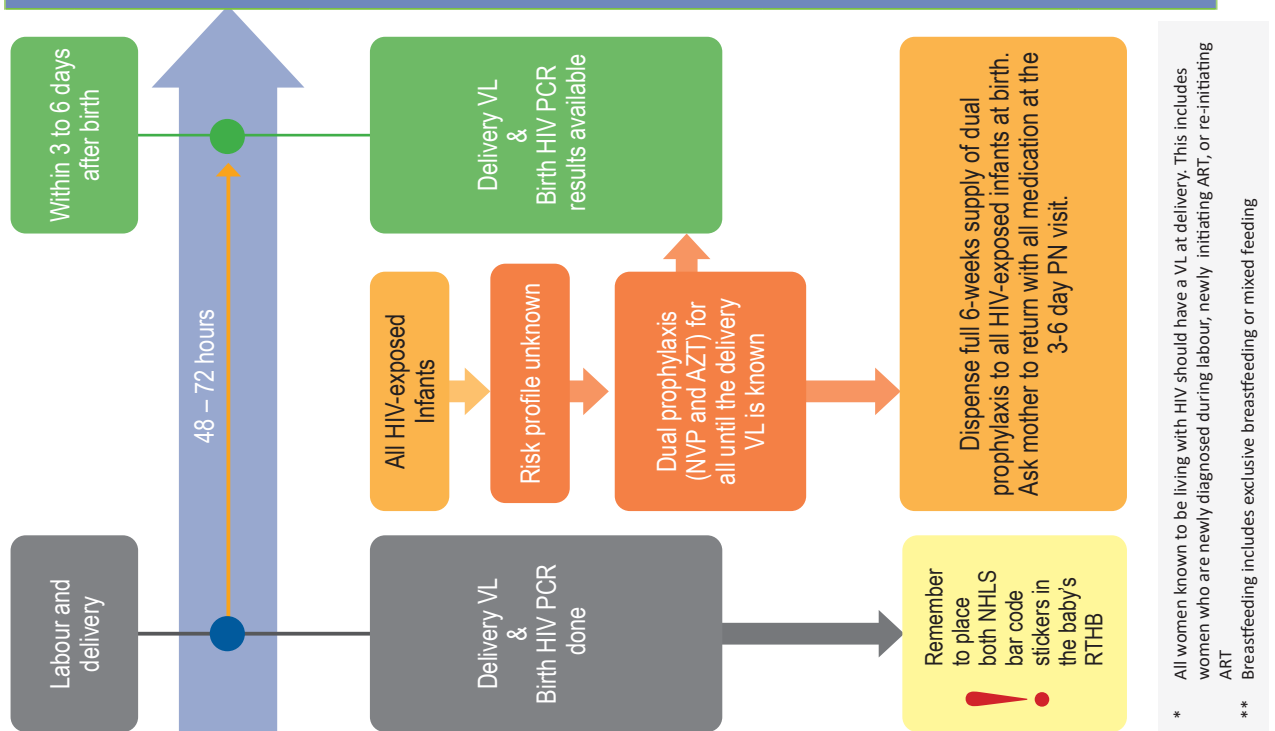 Labour and
delivery
Within 3 to 6 days
after birth
48 – 72 hours
Delivery VL
&
Birth HIV PCR
done
All HIV-exposed
Infants
Risk profile unknown
Dual prophylaxis
(NVP and AZT) for
all until the delivery
VL is known
Delivery VL
&
Birth HIV PCR
results available
Remember
to place
both NHLS
bar code
stickers in
the baby's
RTHB
Dispense full 6-weeks supply of dual
prophylaxis to all HIV-exposed infants at birth.
Ask mother to return with all medication at the
3-6 day PN visit.
* All women known to be living with HIV should have a VL at delivery. This includes
women who are newly diagnosed during labour, newly initiating ART, or re-initiating
ART
** Breastfeeding includes exclusive breastfeeding or mixed feeding